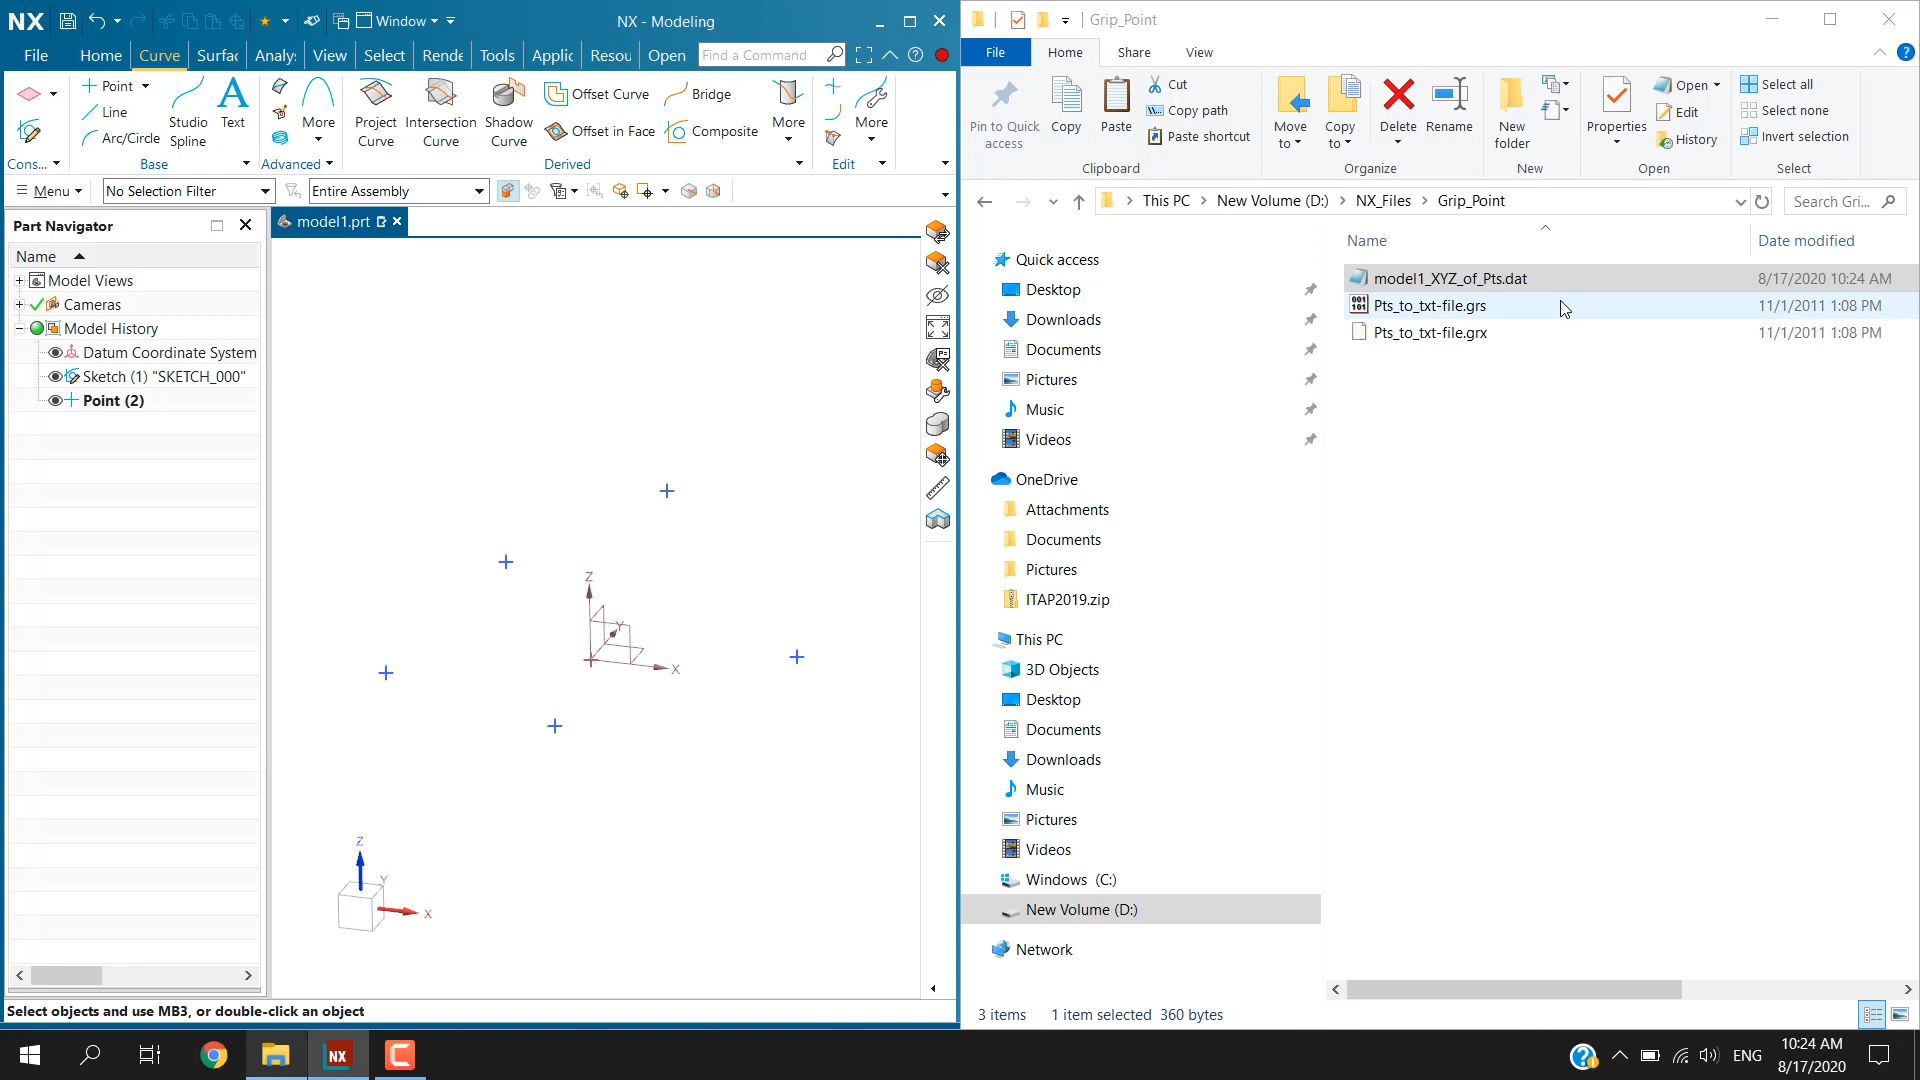 NX
Window
NX - Modeling
File
Home
Curve
Surfac
Analy:
View
Select
Rende
Tools
Applic
Resou
Open
Find a Command
Point
Line
Arc/Circle
Studio
Spline
Text
More
Project
Curve
Intersection
Curve
Shadow
Curve
Offset Curve
Offset in Face
Bridge
Composite
More
More
Cons...
Base
Advanced
Derived
Edit
Menu
No Selection Filter
Entire Assembly
Part Navigator
model1.prt
Name
Model Views
Cameras
Model History
Datum Coordinate System
Sketch (1) "SKETCH_000"
Point (2)
Z
Y
X
Z
Y
X
Select objects and use MB3, or double-click an object
Grip_Point
File
Home
Share
View
Pin to Quick
access
Copy
Paste
Cut
Copy path
Paste shortcut
Move
to
Copy
to
Delete
Rename
New
folder
Properties
Open
Edit
History
Select all
Select none
Invert selection
Clipboard
Organize
New
Open
Select
This PC
New Volume (D:)
NX_Files
Grip_Point
Search Gri...
Name
Date modified
model1_XYZ_of_Pts.dat
8/17/2020 10:24 AM
Pts_to_txt-file.grs
11/1/2011 1:08 PM
Pts_to_txt-file.grx
11/1/2011 1:08 PM
Quick access
Desktop
Downloads
Documents
Pictures
Music
Videos
OneDrive
Attachments
Documents
Pictures
ITAP2019.zip
This PC
3D Objects
Desktop
Documents
Downloads
Music
Pictures
Videos
Windows (C:)
New Volume (D:)
Network
3 items
1 item selected 360 bytes
NX
ENG
10:24 AM
8/17/2020